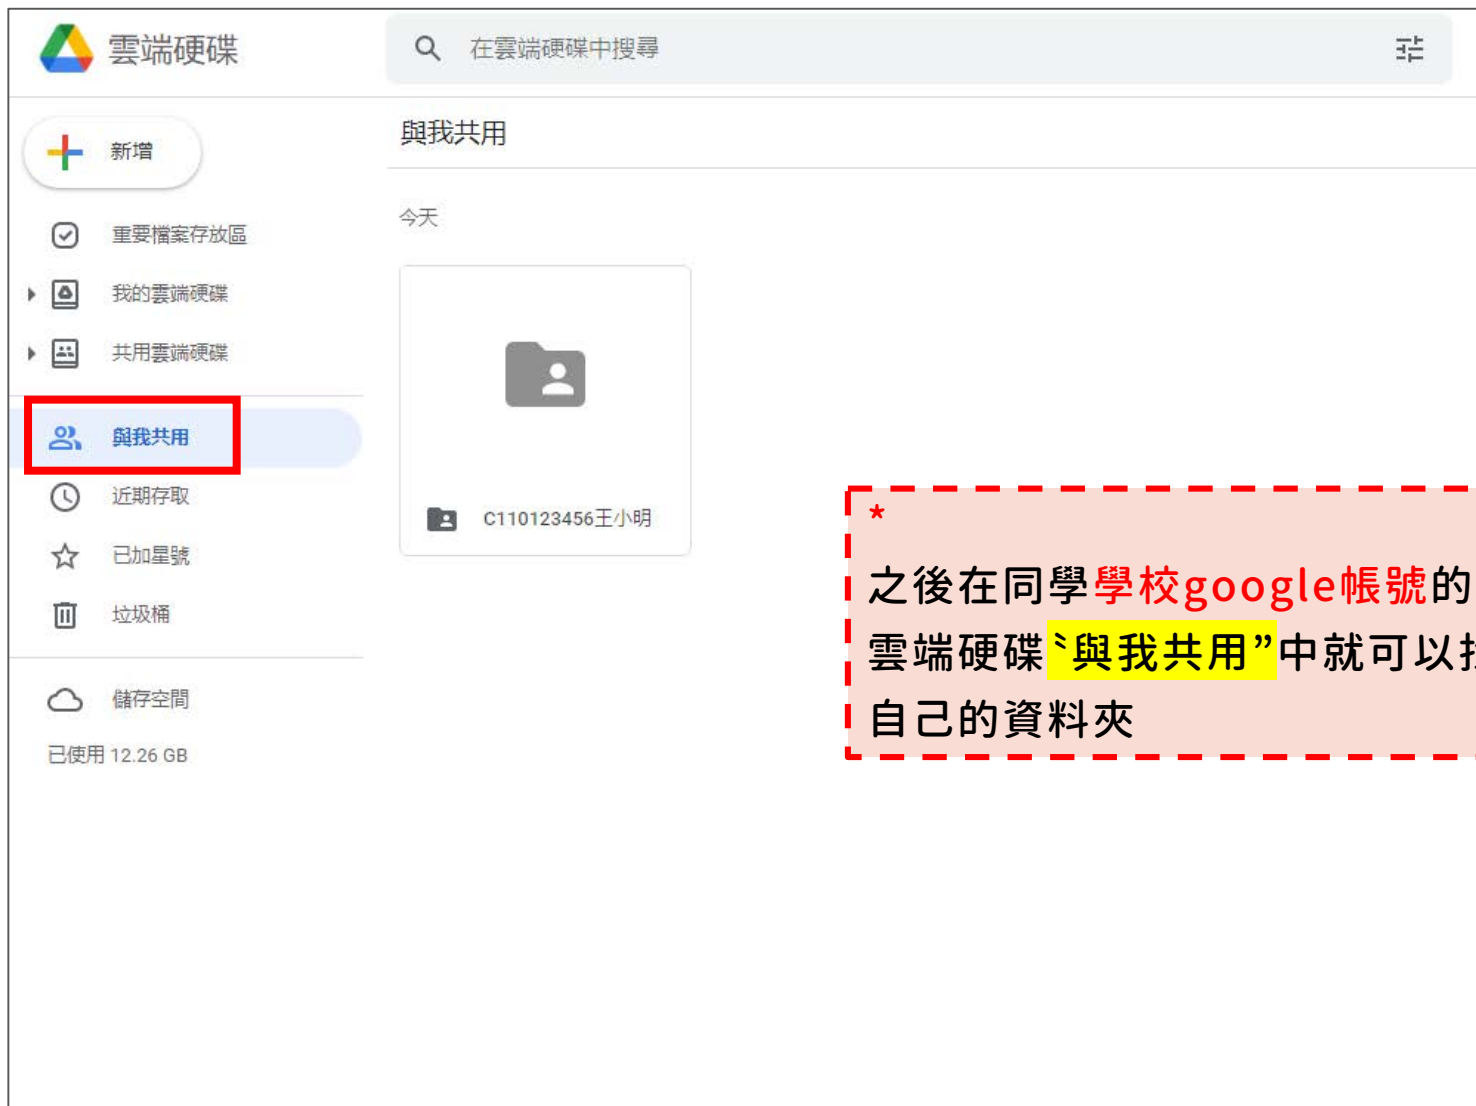 雲端硬碟
在雲端硬碟中搜尋
新增
與我共用
重要檔案存放區
今天
我的雲端硬碟
共用雲端硬碟
與我共用
近期存取
C110123456王小明
已加星號
垃圾桶
*
之後在同學學校google帳號的
雲端硬碟〝與我共用”中就可以
自己的資料夾
儲存空間
已使用 12.26 GB